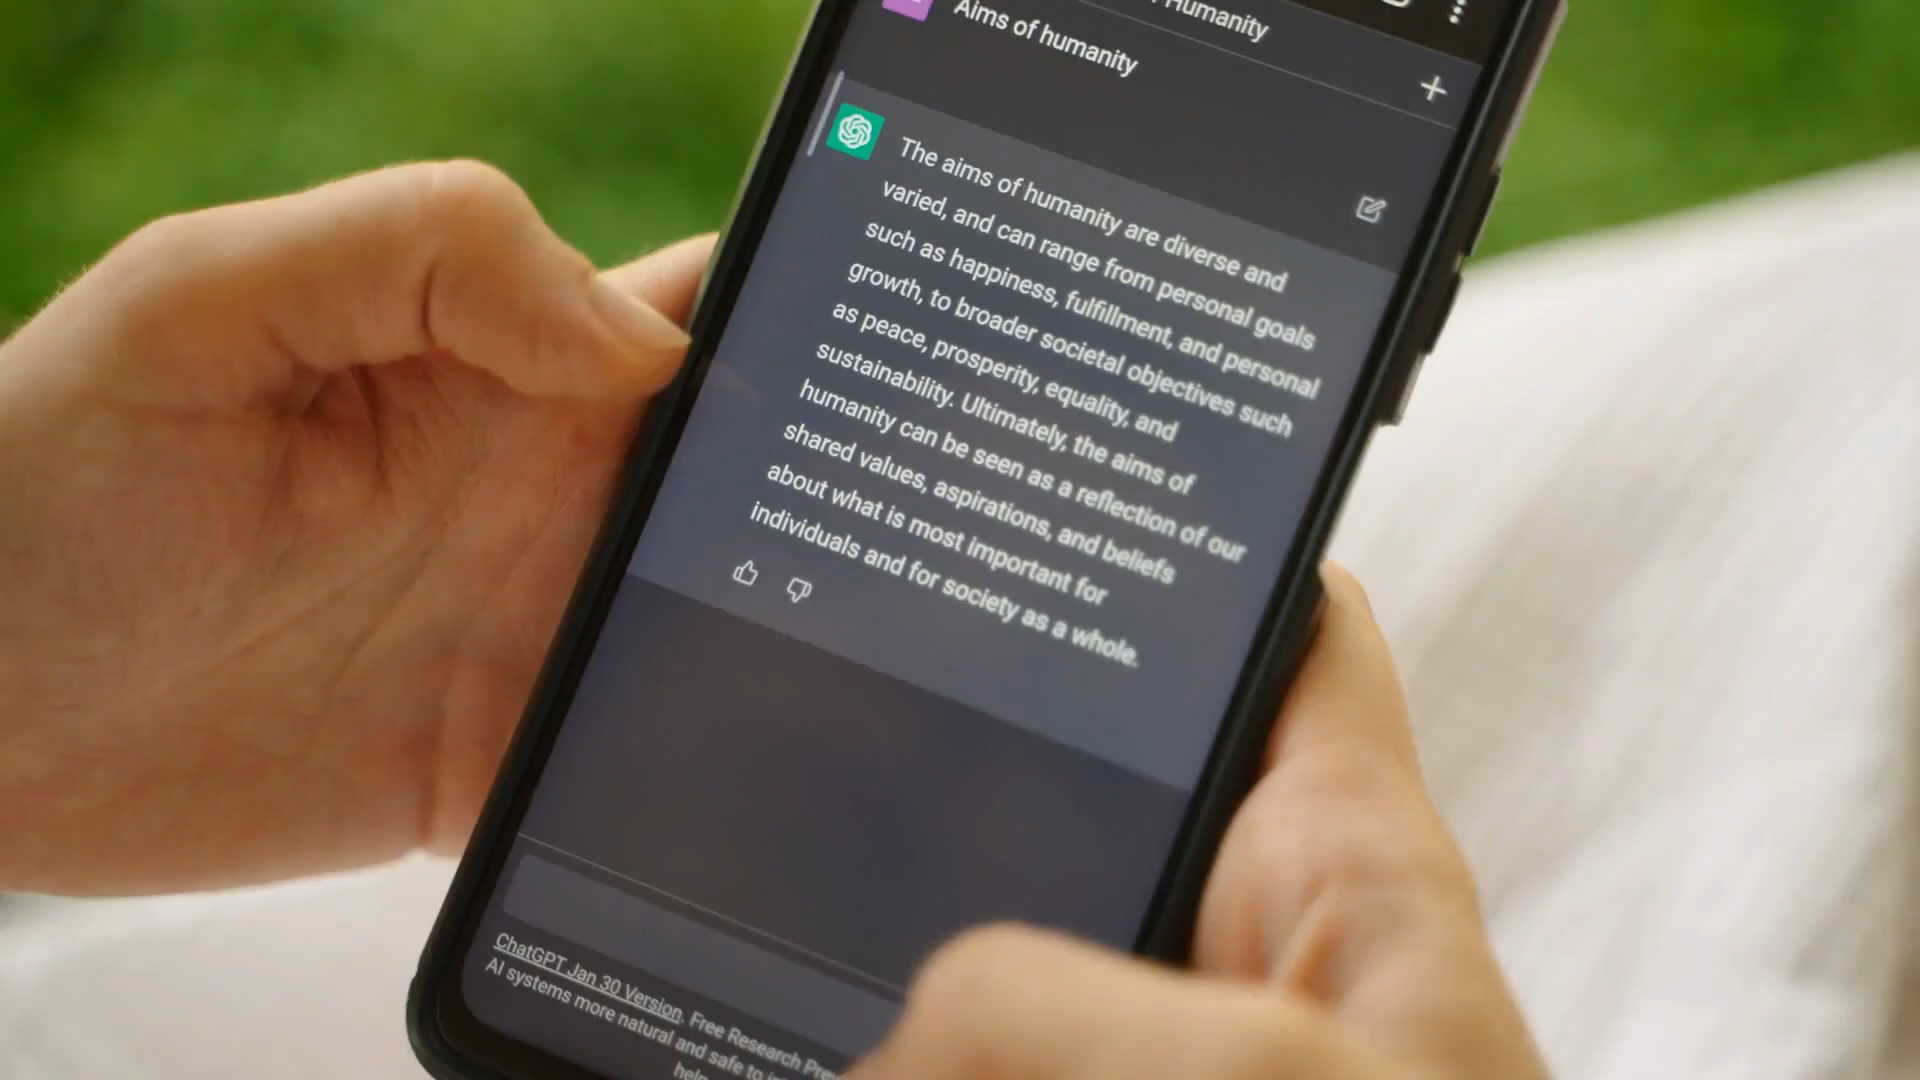 Humanity
Aims of humanity
The aims of humanity are diverse and
varied, and can range from personal goals
such as happiness, fulfillment, and personal
growth, to broader societal objectives such
as peace, prosperity, equality, and
sustainability. Ultimately, the aims of
humanity can be seen as a reflection of our
shared values, aspirations, and beliefs
about what is most important for
individuals and for society as a whole.
ChatGPT Jan 30 Version. Free Research
AI systems more natural and safe to